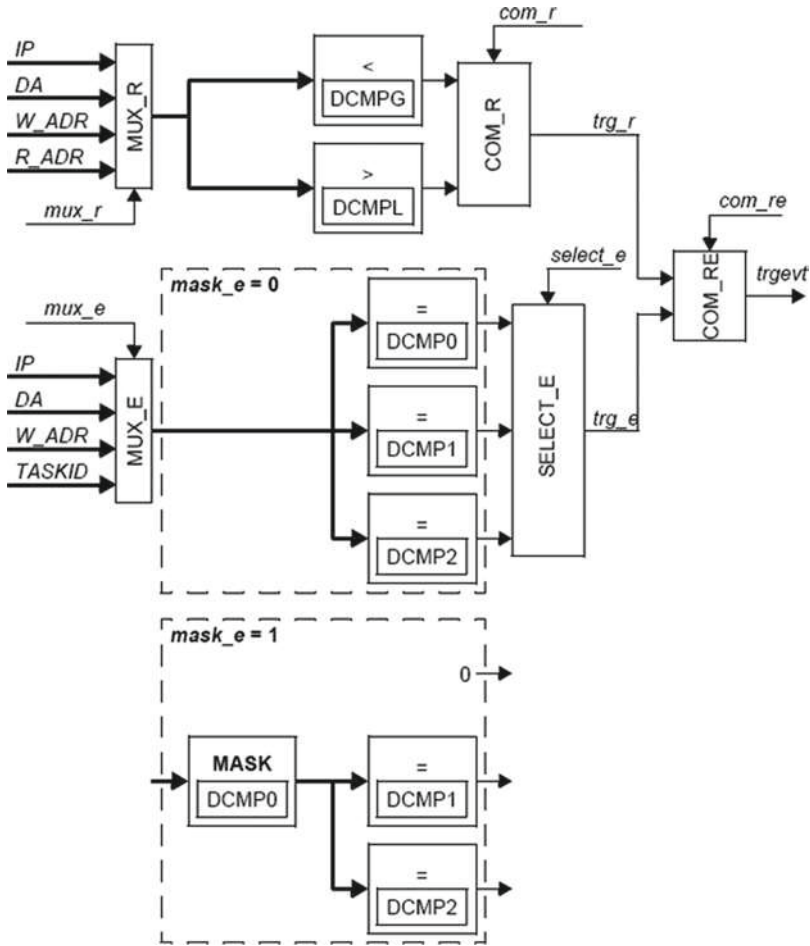 com_r
IP
DA
W_ADR
R_ADR
MUX_R
mux_r
<
DCMPG
>
DCMPL
COM_R
trg_r
com_re
COM_RE
trgevt
select_e
mask_e = 0
mux_e
IP
DA
W_ADR
TASKID
MUX_E
=
DCMP0
=
DCMP1
=
DCMP2
SELECT_E
trg_e
mask_e = 1
0
MASK
DCMP0
=
DCMP1
=
DCMP2